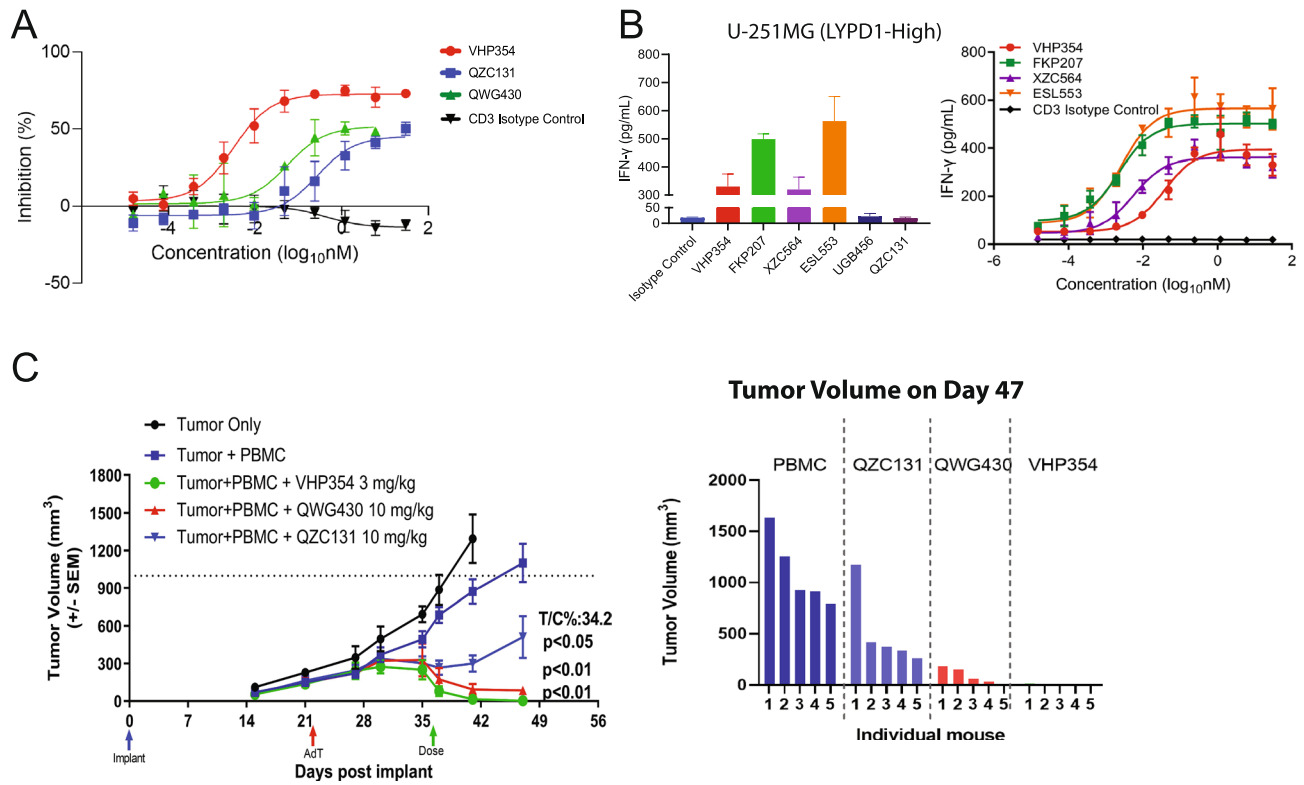 A
100
50
0
-50
Inhibition (%)
-4
-2
0
2
Concentration (log10nM)
VHP354
QZC131
QWG430
CD3 Isotype Control
B
U-251MG (LYPD1-High)
800
700
600
500
400
300
50
0
IFN-γ (pg/mL)
Isotype Control
VHP354
FKP207
XZC564
ESL553
UGB456
QZC131
VHP354
FKP207
XZC564
ESL553
CD3 Isotype Control
800
600
400
200
0
IFN-γ (pg/mL)
-6
-4
-2
0
2
Concentration (log10nM)
C
Tumor Only
Tumor + PBMC
Tumor+PBMC + VHP354 3 mg/kg
Tumor+PBMC + QWG430 10 mg/kg
Tumor+PBMC + QZC131 10 mg/kg
1800
1500
1200
900
600
300
0
Tumor Volume (mm3)
(+/- SEM)
T/C%:34.2
p<0.05
p<0.01
p<0.01
0 7 14 21 28 35 42 49 56
Implant
AdT
Dose
Days post implant
Tumor Volume on Day 47
PBMC QZC131 QWG430 VHP354
2000
1500
1000
500
0
Tumor Volume (mm3)
1 2 3 4 5 1 2 3 4 5 1 2 3 4 5 1 2 3 4 5
Individual mouse